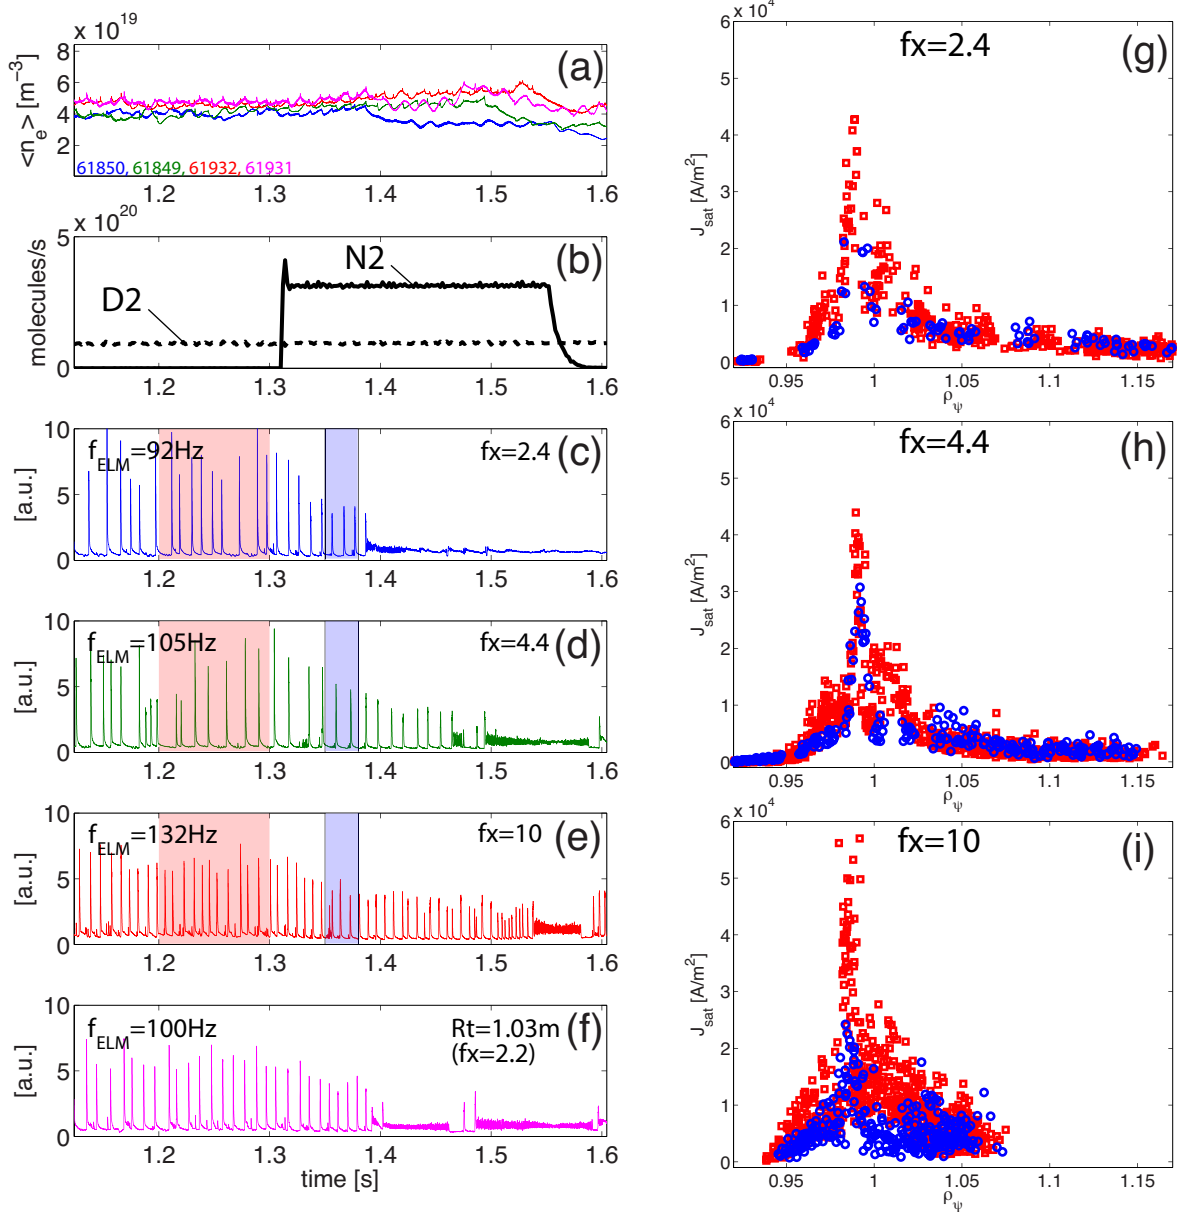 x 10^19
(a)
<n_e> [m^-3]
8
6
4
2
61850, 61849, 61932, 61931
1.2 1.3 1.4 1.5 1.6
x 10^20
(b)
molecules/s
5
0
N2
D2
1.2 1.3 1.4 1.5 1.6
(c)
[a.u.]
10
5
0
f_ELM=92Hz
fx=2.4
1.2 1.3 1.4 1.5 1.6
(d)
[a.u.]
10
5
0
f_ELM=105Hz
fx=4.4
1.2 1.3 1.4 1.5 1.6
(e)
[a.u.]
10
5
0
f_ELM=132Hz
fx=10
1.2 1.3 1.4 1.5 1.6
(f)
[a.u.]
10
5
0
f_ELM=100Hz
Rt=1.03m
(fx=2.2)
1.2 1.3 1.4 1.5 1.6
time [s]
x 10^4
fx=2.4
(g)
J_sat [A/m^2]
6
5
4
3
2
1
0
0.95 1 1.05 1.1 1.15
ρ_ψ
x 10^4
fx=4.4
(h)
J_sat [A/m^2]
6
5
4
3
2
1
0
0.95 1 1.05 1.1 1.15
ρ_ψ
x 10^4
fx=10
(i)
J_sat [A/m^2]
6
5
4
3
2
1
0
0.95 1 1.05 1.1 1.15
ρ_ψ